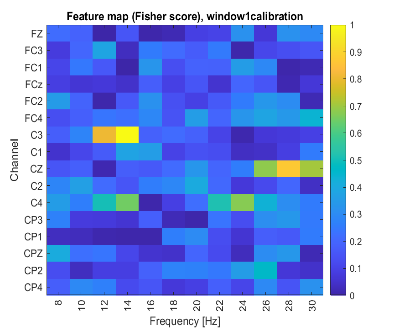 Feature map (Fisher score), window1calibration
FZ
FC3
FC1
FCz
FC2
FC4
C3
C1
CZ
C2
C4
CP3
CP1
CPZ
CP2
CP4
Channel
8 10 12 14 16 18 20 22 24 26 28 30
Frequency [Hz]
1
0.9
0.8
0.7
0.6
0.5
0.4
0.3
0.2
0.1
0